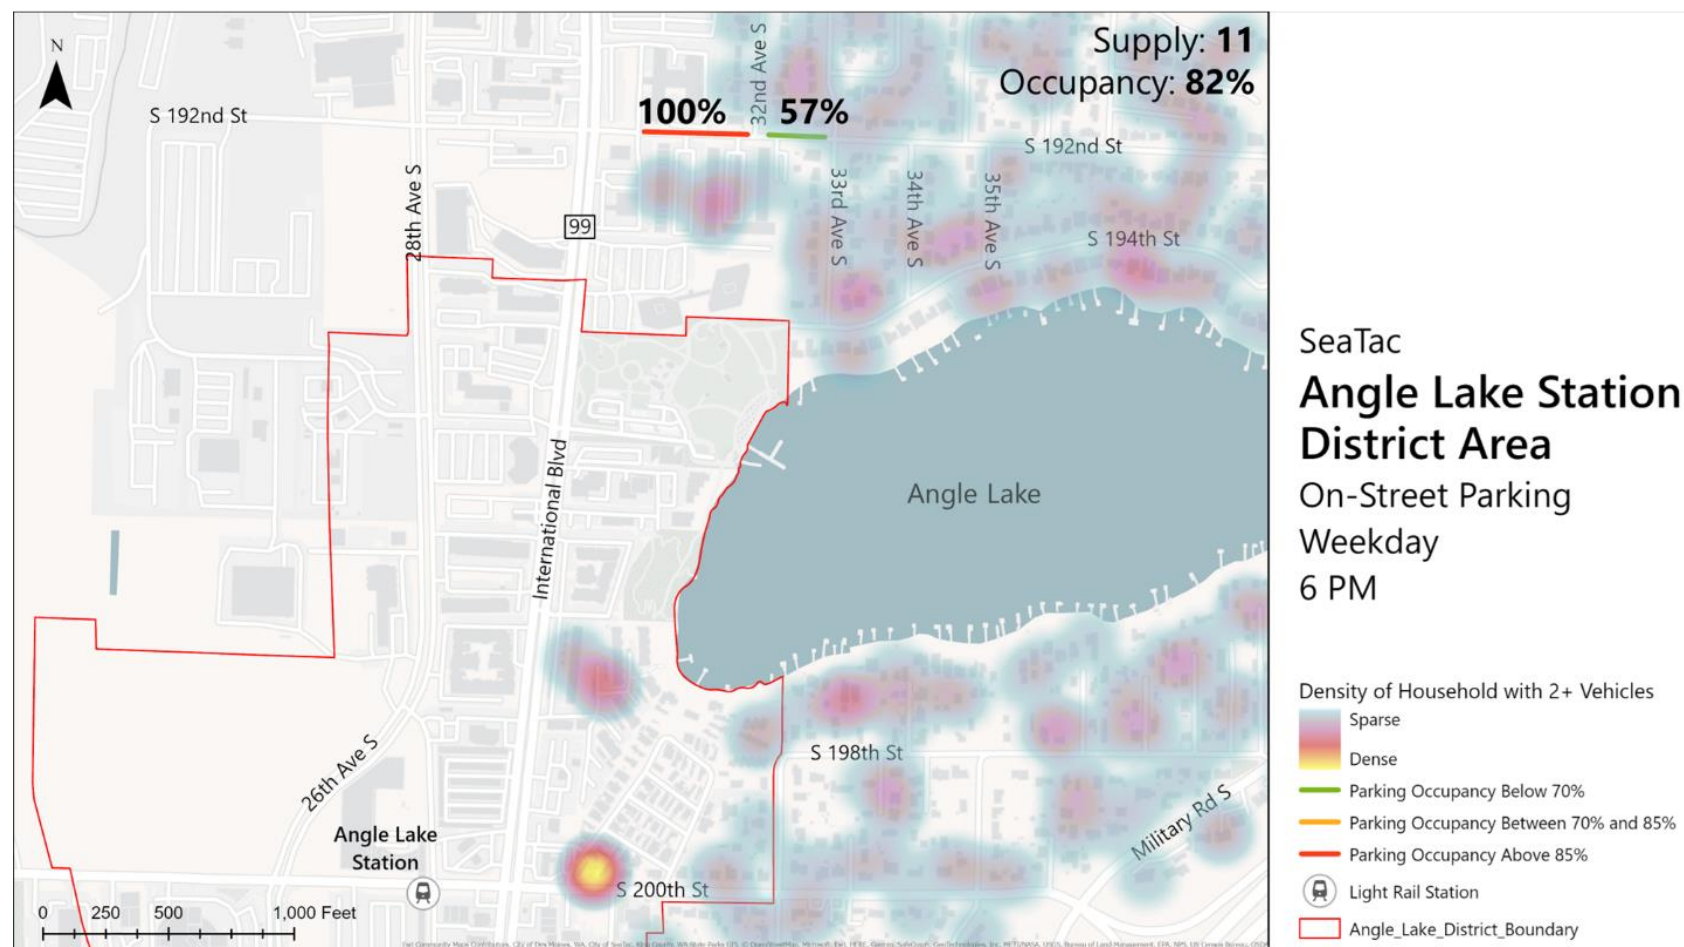 N
Supply: 11
Occupancy: 82%
32nd Ave S
100%
57%
S 192nd St
S 192nd St
28th Ave S
99
33rd Ave S
34th Ave S
35th Ave S
S 194th St
International Blvd
Angle Lake
S 198th St
26th Ave S
Military Rd S
Angle Lake
Station
S 200th St
0 250 500 1,000 Feet
SeaTac
Angle Lake Station
District Area
On-Street Parking
Weekday
6 PM
Density of Household with 2+ Vehicles
Sparse
Dense
Parking Occupancy Below 70%
Parking Occupancy Between 70% and 85%
Parking Occupancy Above 85%
Light Rail Station
Angle_Lake_District_Boundary